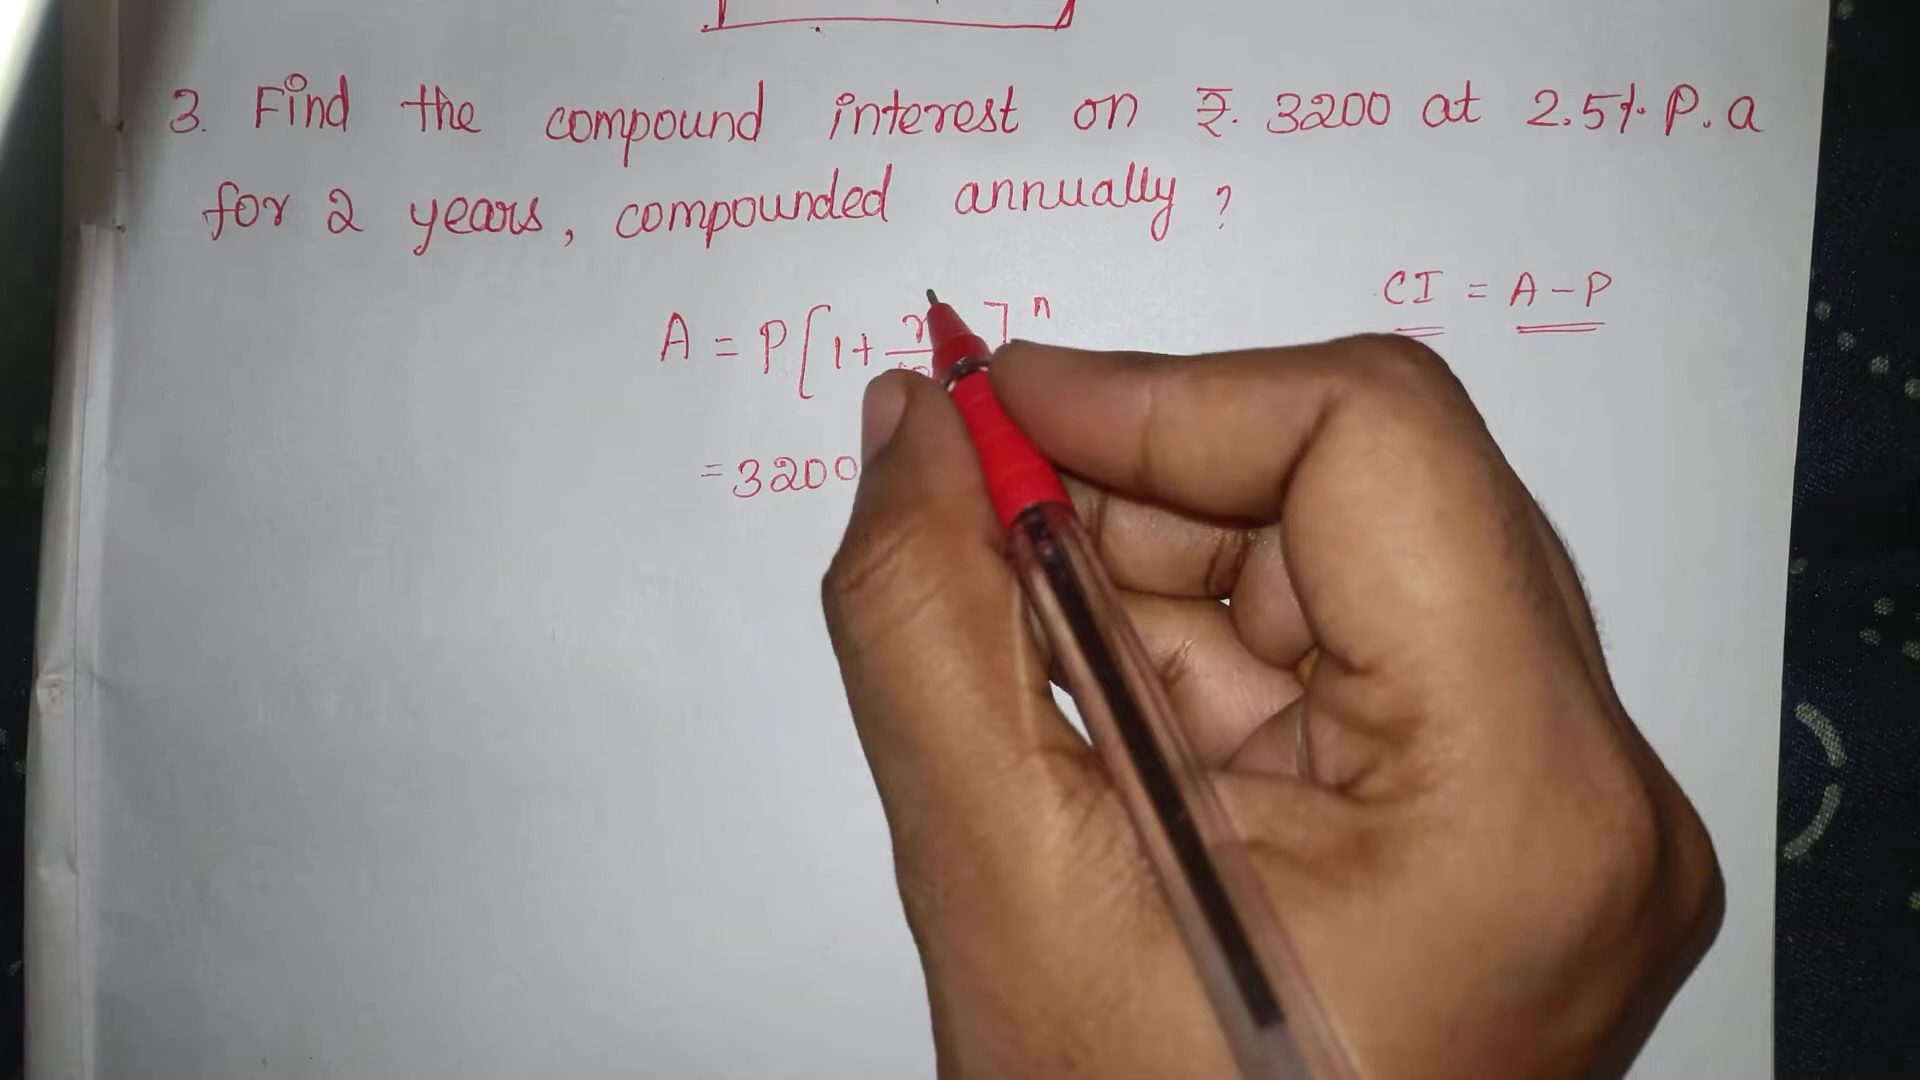 3. Find the compound interest on ₹. 3200 at 2.5% P.a
for 2 years, compounded annually?
CI = A-P
A = P[1+ r ]ⁿ
= 3200